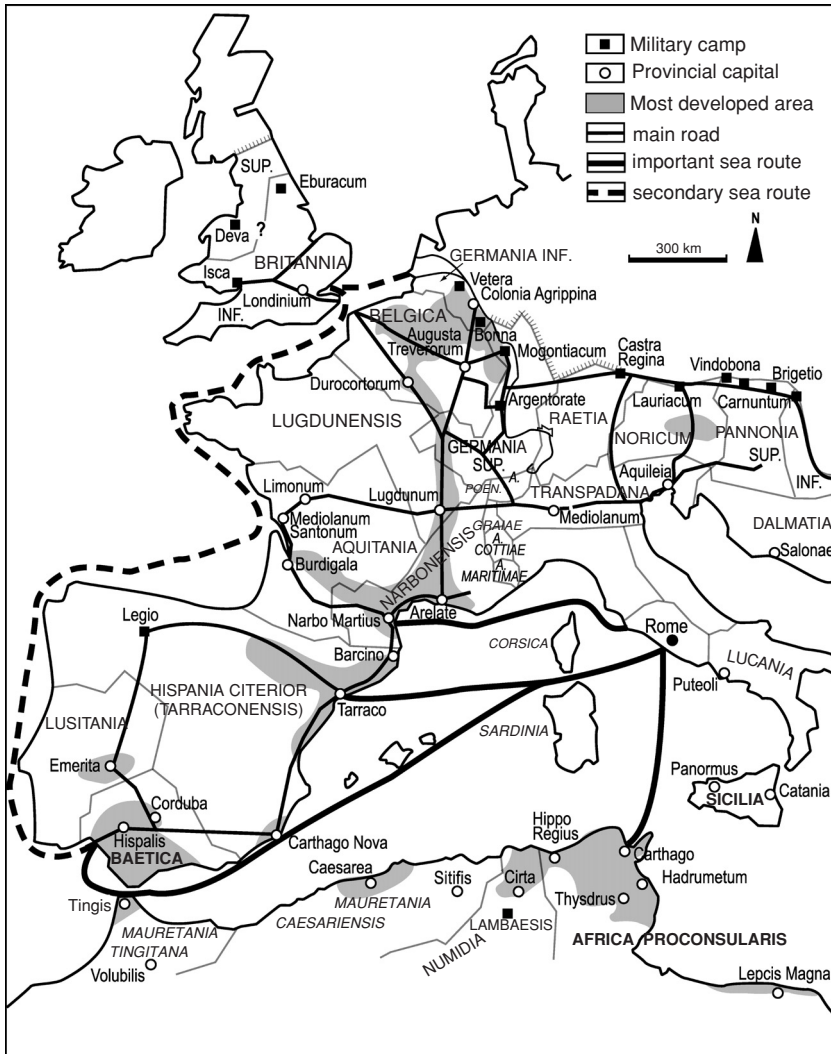 Military camp
Provincial capital
Most developed area
main road
important sea route
secondary sea route
N
300 km
SUP.
Eburacum
Deva
?
Isca
BRITANNIA
Londinium
INF.
GERMANIA INF.
Vetera
Colonia Agrippina
BELGICA
Augusta
Treverorum
Bonna
Mogontiacum
Durocortorum
Argentorate
Castra
Regina
Vindobona
Brigetio
Lauriacum
Carnuntum
LUGDUNENSIS
RAETIA
NORICUM
PANNONIA
SUP.
INF.
GERMANIA
SUP.
A.
G.
POEN.
Aquileia
Limonum
Lugdunum
TRANSPADANA
Mediolanum
Mediolanum
Santonum
DALMATIA
Salonae
AQUITANIA
GRAIAE
A.
COTTIAE
A.
MARITIMAE
Burdigala
NARBONENSIS
Narbo Martius
Arelate
Legio
Barcino
CORSICA
Rome
LUCANIA
Puteoli
HISPANIA CITERIOR
(TARRACONENSIS)
Tarraco
LUSITANIA
SARDINIA
Emerita
Corduba
Panormus
SICILIA
Catania
Hispalis
BAETICA
Carthago Nova
Hippo
Regius
Carthago
Caesarea
Sitifis
Cirta
Hadrumetum
Thysdrus
Tingis
MAURETANIA
CAESARIENSIS
LAMBAESIS
MAURETANIA
TINGITANA
NUMIDIA
AFRICA PROCONSULARIS
Volubilis
Lepcis Magna